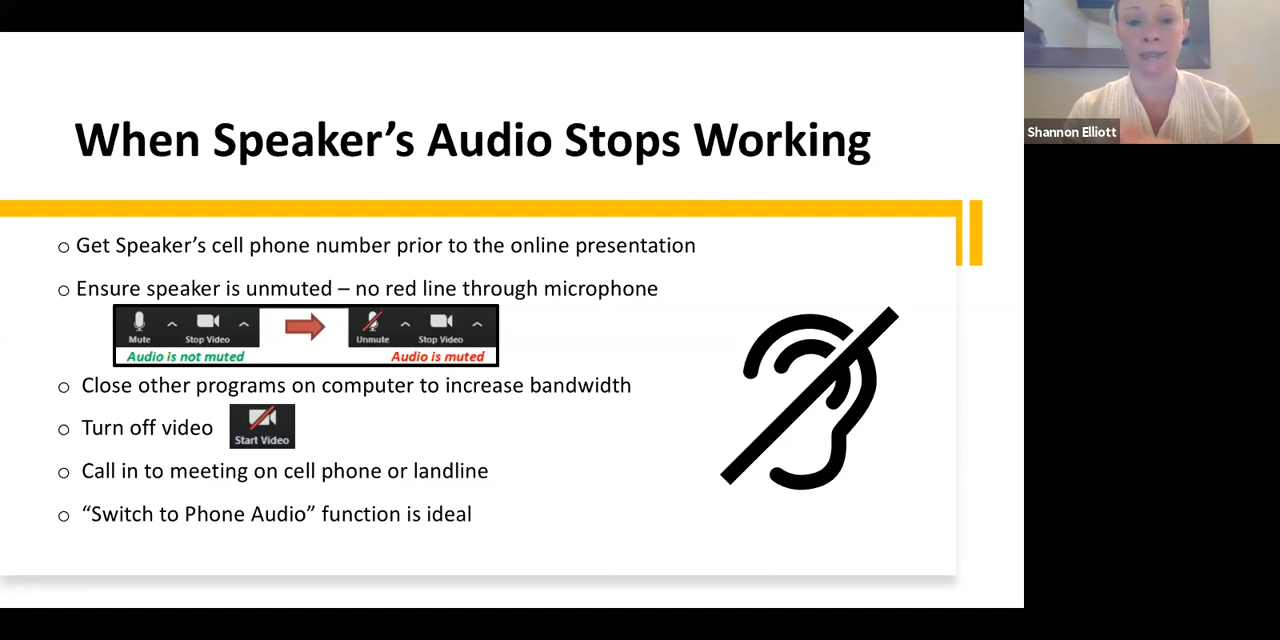 When Speaker’s Audio Stops Working
Shannon Elliott
o Get Speaker’s cell phone number prior to the online presentation
o Ensure speaker is unmuted – no red line through microphone
Mute Stop Video Unmute Stop Video
Audio is not muted Audio is muted
o Close other programs on computer to increase bandwidth
o Turn off video
Start Video
o Call in to meeting on cell phone or landline
o “Switch to Phone Audio” function is ideal